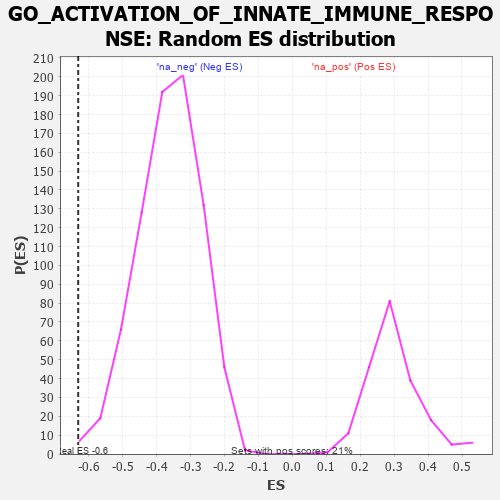 GO_ACTIVATION_OF_INNATE_IMMUNE_RESPO
NSE: Random ES distribution
'na_neg' (Neg ES) 'na_pos' (Pos ES)
210
200
190
180
170
160
150
140
130
120
110
100
90
80
70
60
50
40
30
20
10
0
P(ES)
ES -0.6
Sets with pos scores: 21%
-0.6 -0.5 -0.4 -0.3 -0.2 -0.1 0.0 0.1 0.2 0.3 0.4 0.5
ES